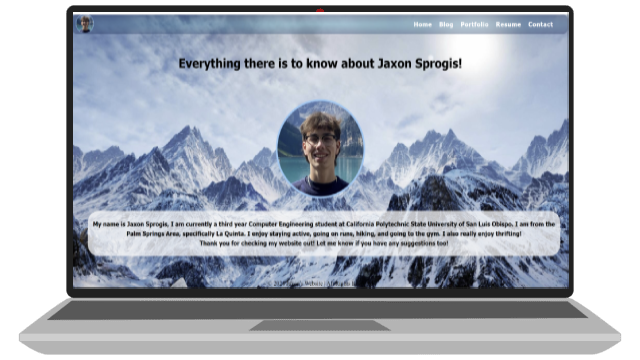 Home Blog Portfolio Resume Contact
Everything there is to know about Jaxon Sprogis!
My name is Jaxon Sprogis, I am currently a third year Computer Engineering student at California Polytechnic State University of San Luis Obispo. I am from the
Palm Springs Area, specifically La Quinta. I enjoy staying active, going on runs, hiking, and going to the gym. I also really enjoy thrifting!
Thank you for checking my website out! Let me know if you have any suggestions too!